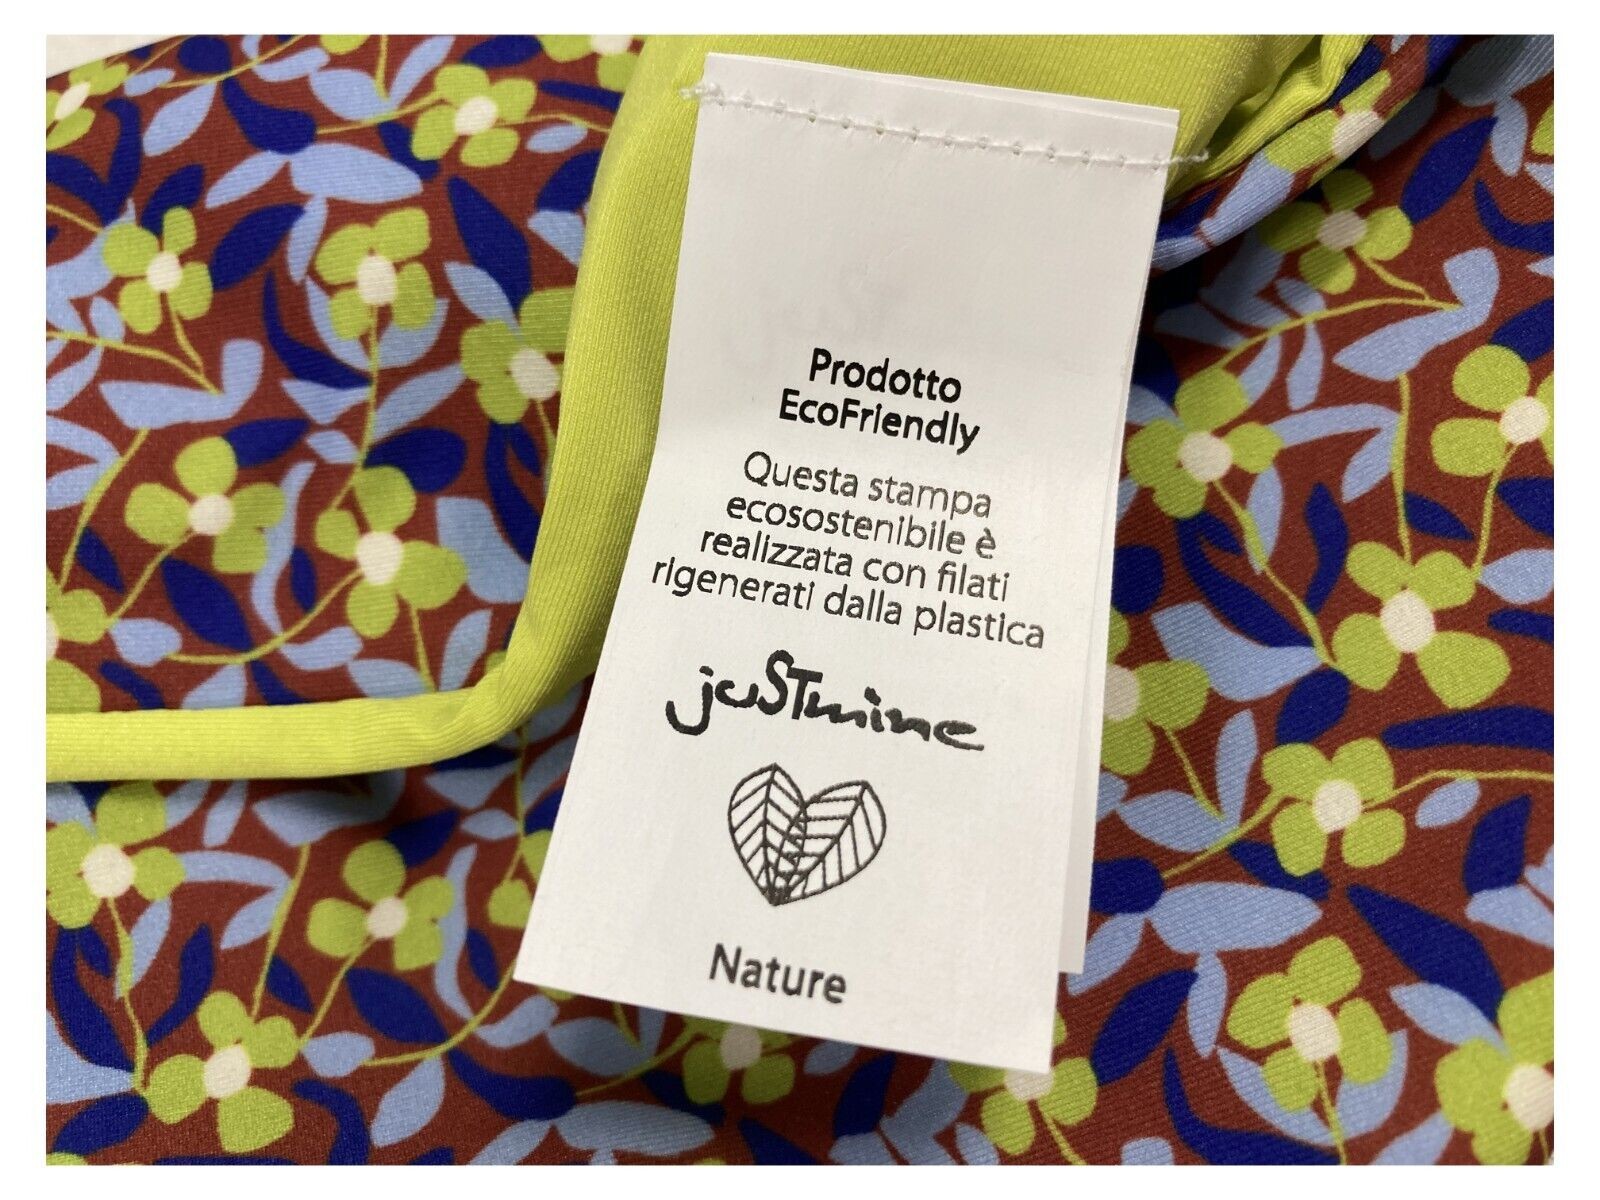 Prodotto
EcoFriendly
Questa stampa
ecosostenibile è
realizzata con filati
rigenerati dalla plastica
juSTmine
Nature